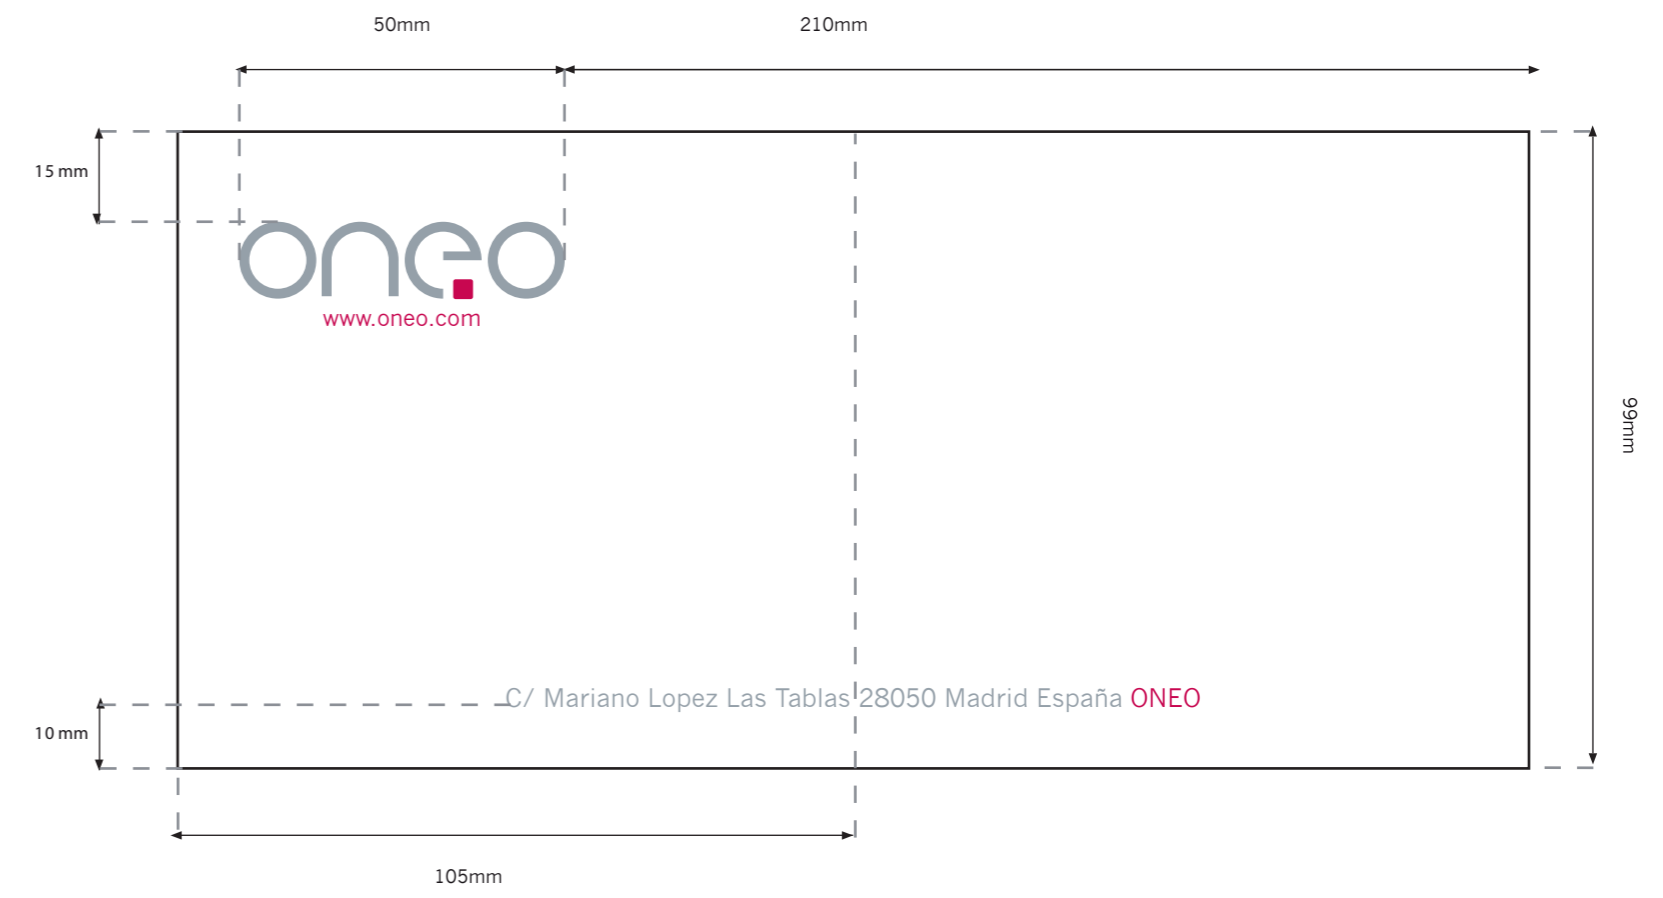 50mm 210mm
15 mm
oneo
www.oneo.com
99mm
C/ Mariano Lopez Las Tablas 28050 Madrid España ONEO
10 mm
105mm